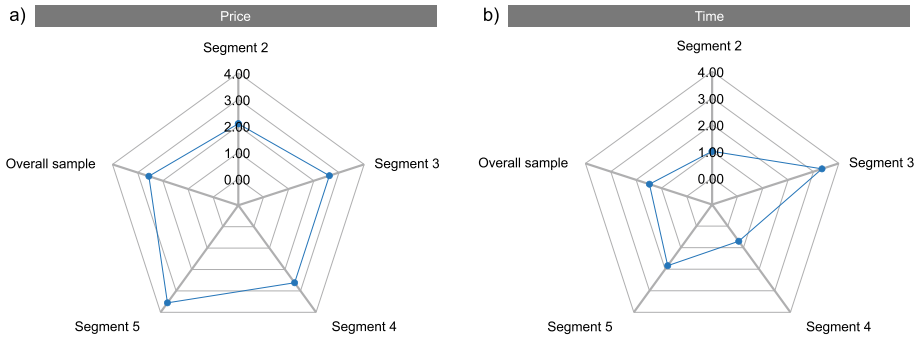 a)
Price
Segment 2
4.00
3.00
2.00
1.00
0.00
Overall sample
Segment 3
Segment 5
Segment 4
b)
Time
Segment 2
4.00
3.00
2.00
1.00
0.00
Overall sample
Segment 3
Segment 5
Segment 4